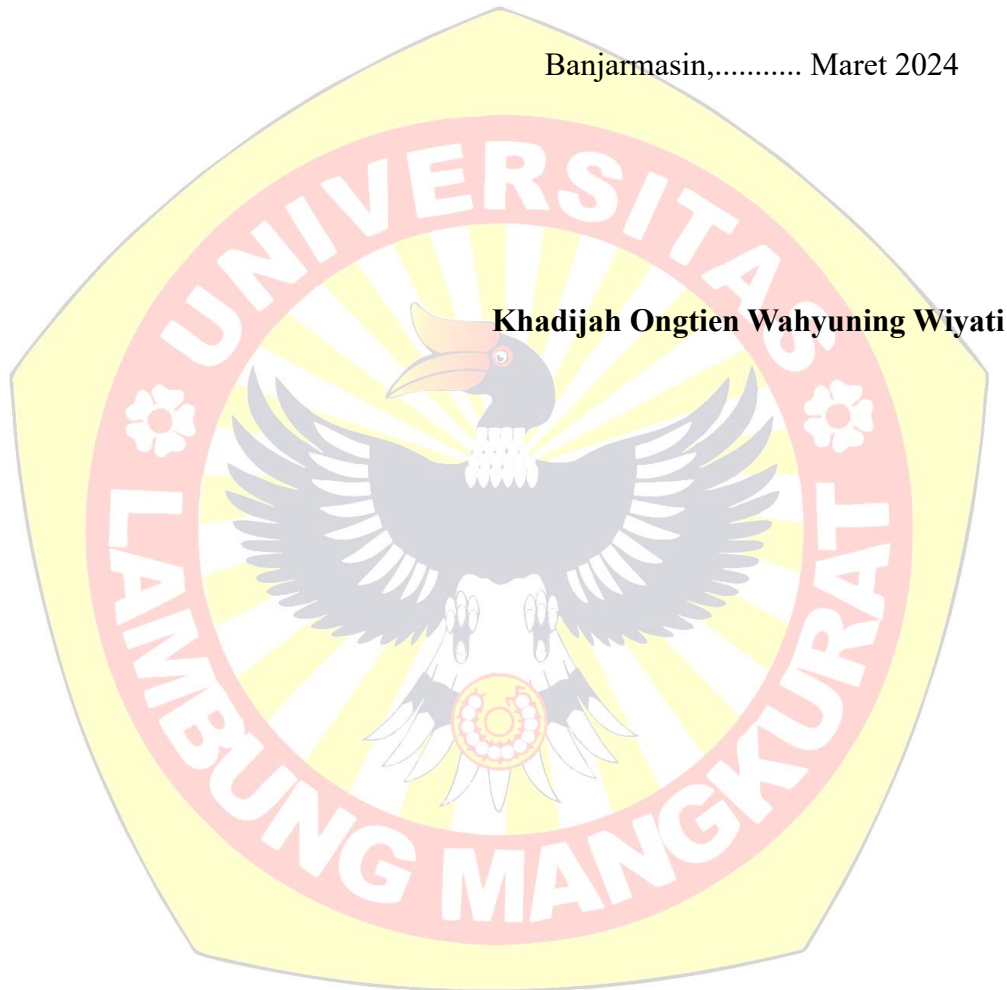 Banjarmasin,........... Maret 2024
Khadijah Ongtien Wahyuning Wiyati
UNIVERSITAS
LAMBUNG MANGKURAT